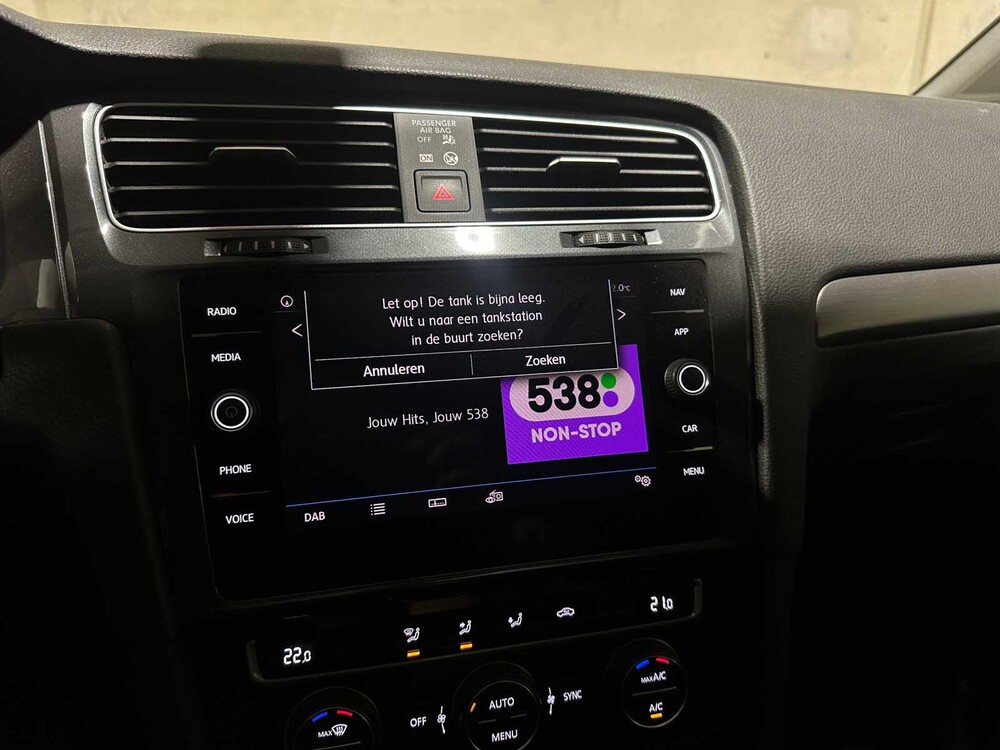 PASSENGER
AIR BAG
OFF
ON
RADIO
MEDIA
PHONE
VOICE
Let op! De tank is bijna leeg.
Wilt u naar een tankstation
in de buurt zoeken?
Annuleren
Zoeken
2.0°C
Jouw Hits, Jouw 538
538
NON-STOP
DAB
NAV
APP
CAR
MENU
22.0
21.0
MAX
OFF
AUTO
MENU
SYNC
MAX A/C
A/C